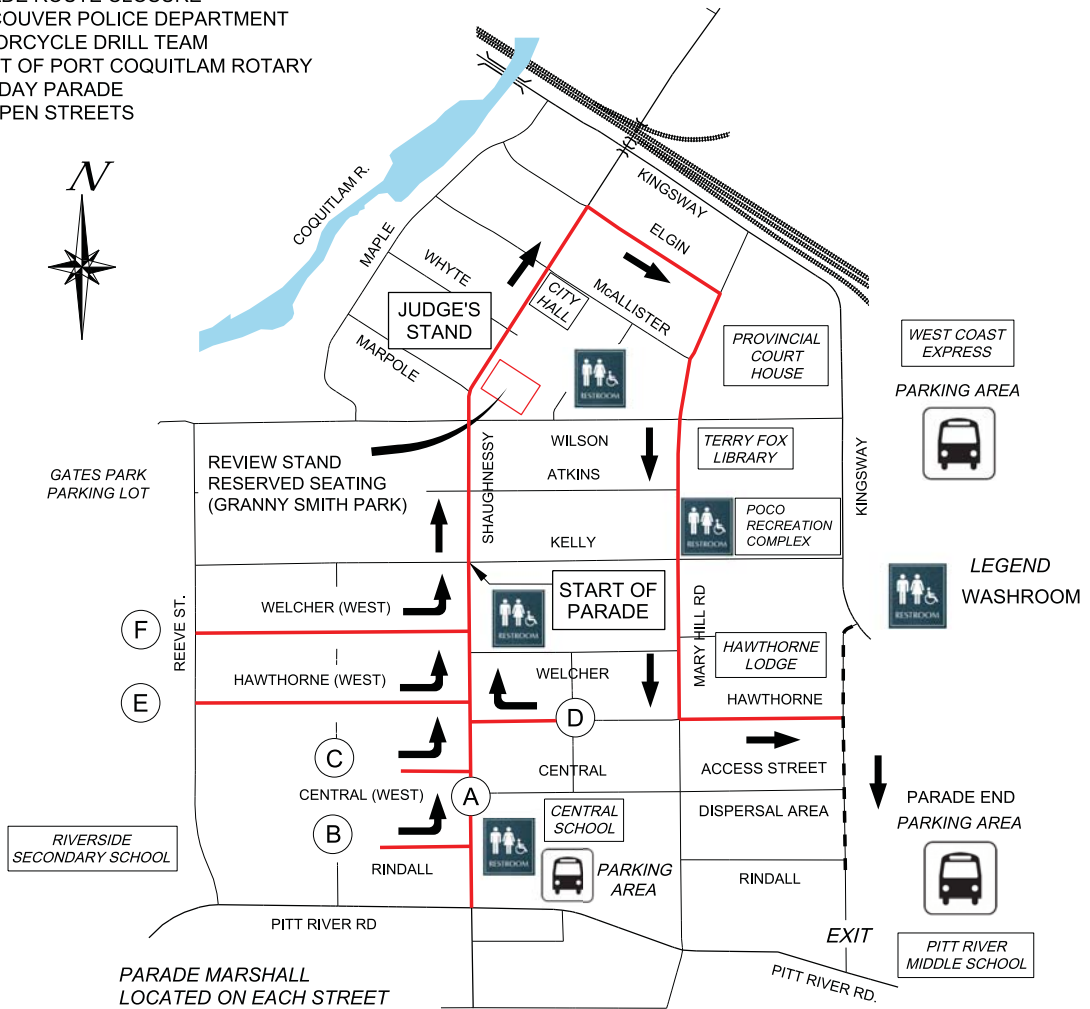 COUVER POLICE DEPARTMENT
ORCYCLE DRILL TEAM
T OF PORT COQUITLAM ROTARY
DAY PARADE
PEN STREETS
N
COQUITLAM R.
KINGSWAY
ELGIN
MAPLE
WHYTE
CITY
HALL
McALLISTER
JUDGE'S
STAND
MARPOLE
RESTROOM
PROVINCIAL
COURT
HOUSE
WEST COAST
EXPRESS
PARKING AREA
GATES PARK
PARKING LOT
REVIEW STAND
RESERVED SEATING
(GRANNY SMITH PARK)
SHAUGHNESSY
WILSON
ATKINS
TERRY FOX
LIBRARY
KINGSWAY
RESTROOM
POCO
RECREATION
COMPLEX
KELLY
START OF
PARADE
RESTROOM
RESTROOM
LEGEND
WASHROOM
WELCHER (WEST)
F
REEVE ST.
HAWTHORNE (WEST)
E
WELCHER
MARY HILL RD
HAWTHORNE
LODGE
HAWTHORNE
D
C
CENTRAL
ACCESS STREET
CENTRAL (WEST)
A
DISPERSAL AREA
PARADE END
PARKING AREA
B
CENTRAL
SCHOOL
RESTROOM
RIVERSIDE
SECONDARY SCHOOL
RINDALL
PARKING
AREA
RINDALL
PITT RIVER RD
EXIT
PITT RIVER
MIDDLE SCHOOL
PITT RIVER RD.
PARADE MARSHALL
LOCATED ON EACH STREET